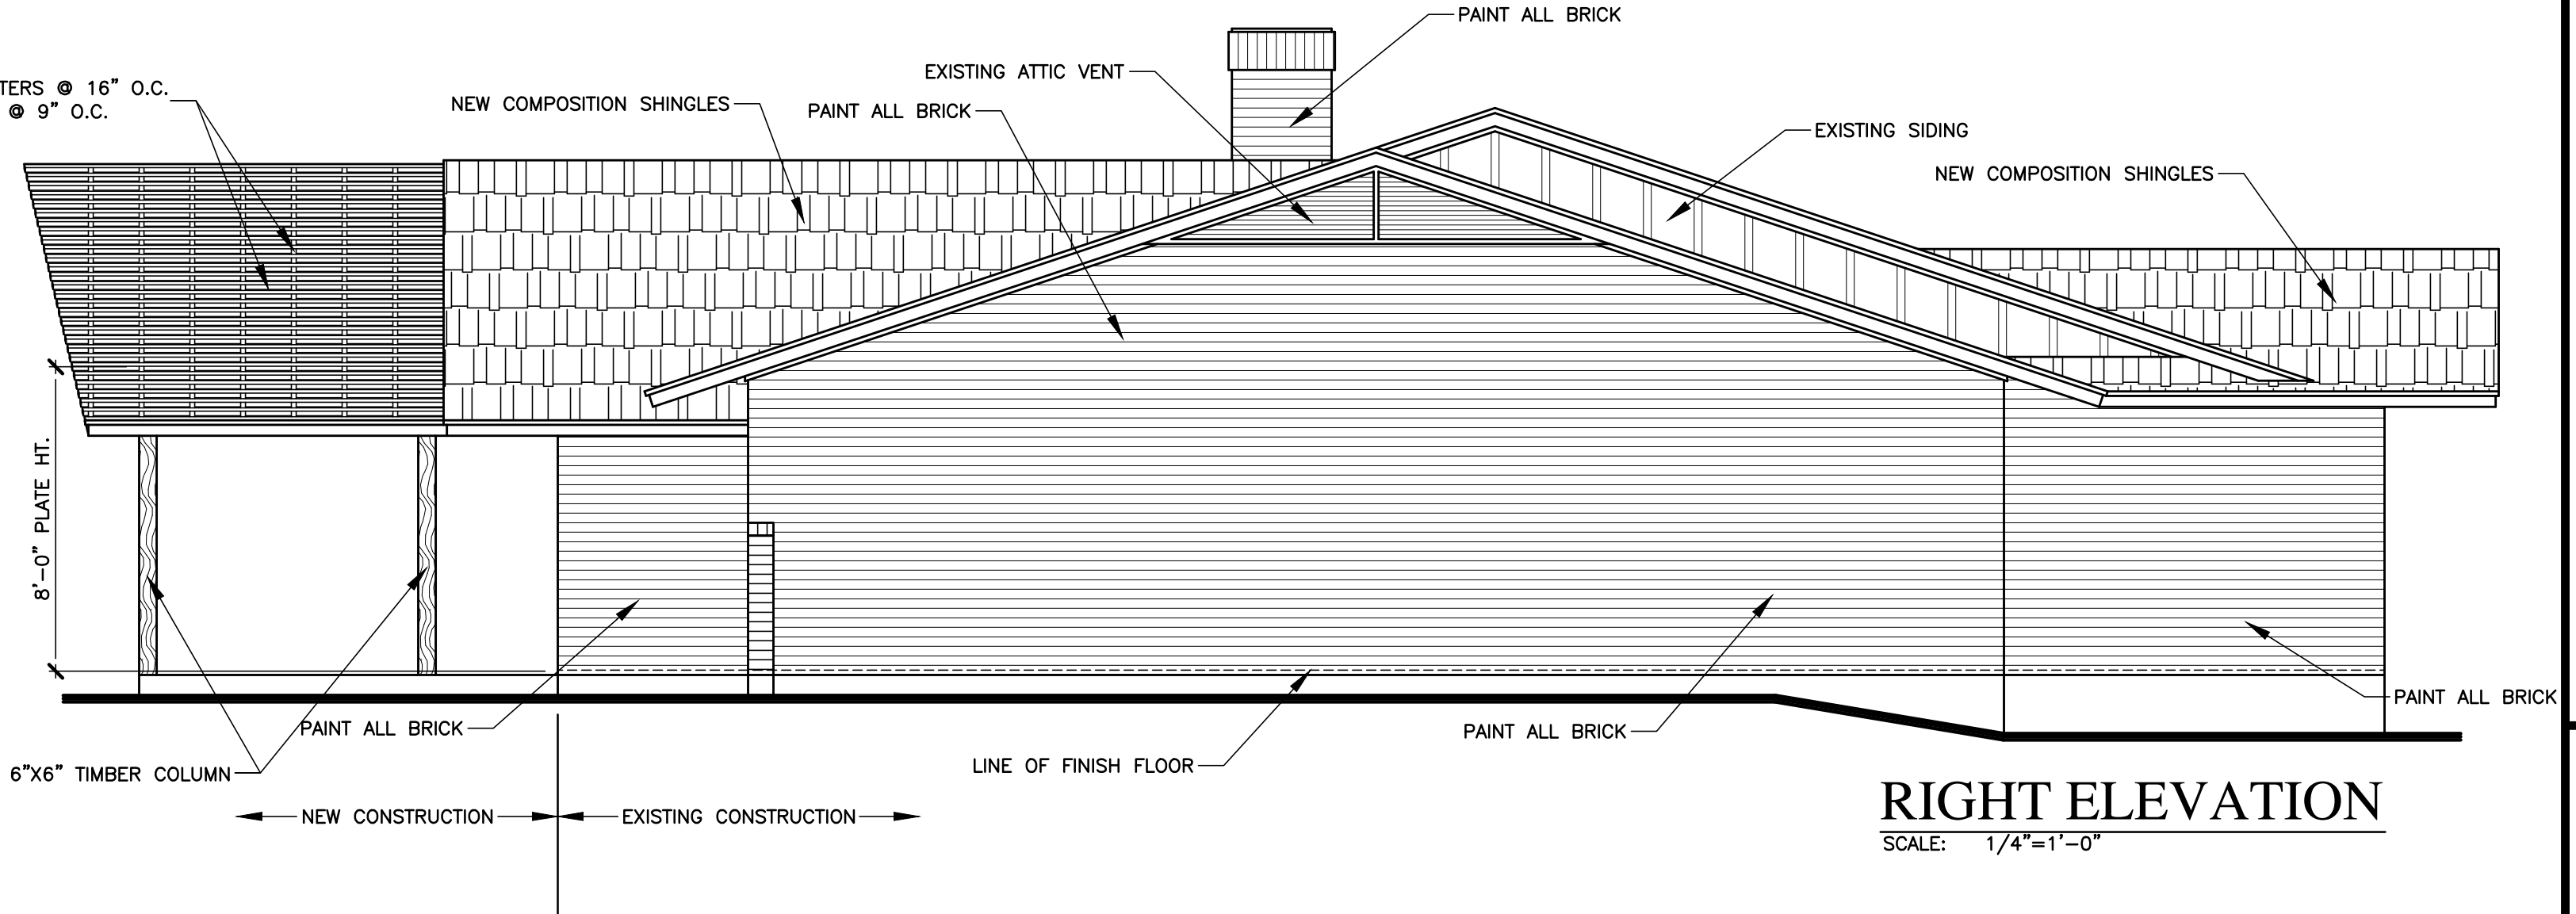 PAINT ALL BRICK
EXISTING ATTIC VENT
@ 16" O.C.
@ 9" O.C.
NEW COMPOSITION SHINGLES
PAINT ALL BRICK
EXISTING SIDING
NEW COMPOSITION SHINGLES
8'-0" PLATE HT.
PAINT ALL BRICK
PAINT ALL BRICK
PAINT ALL BRICK
6"X6" TIMBER COLUMN
LINE OF FINISH FLOOR
NEW CONSTRUCTION
EXISTING CONSTRUCTION
RIGHT ELEVATION
SCALE: 1/4"=1'-0"